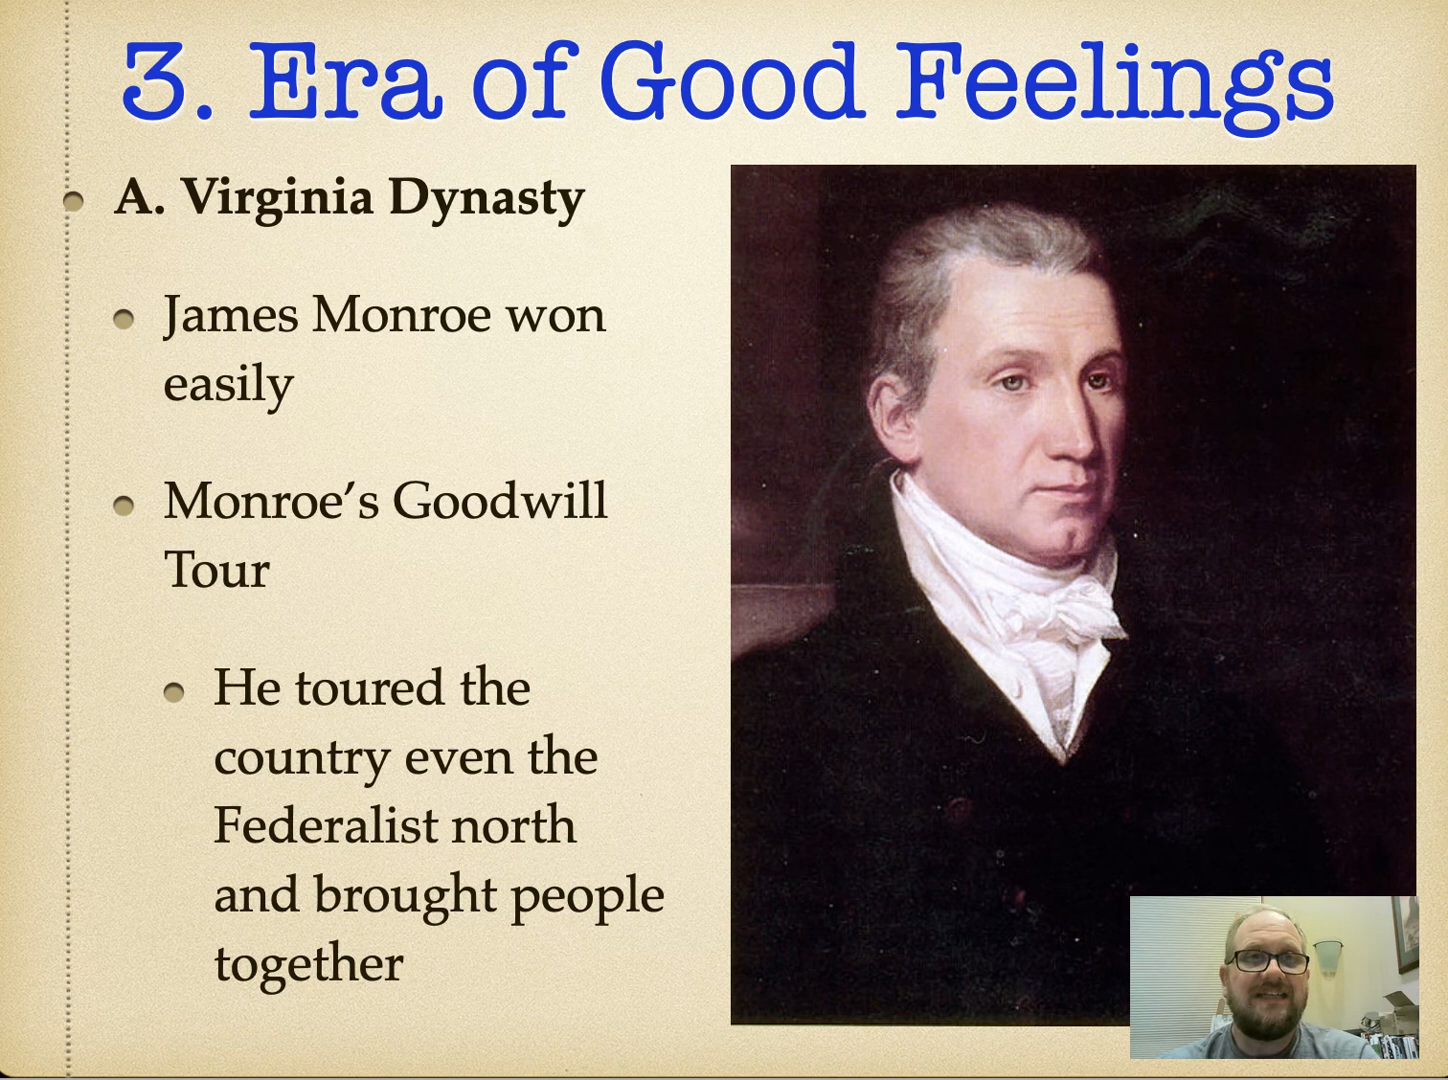 3. Era of Good Feelings
A. Virginia Dynasty
James Monroe won
easily
Monroe’s Goodwill
Tour
He toured the
country even the
Federalist north
and brought people
together